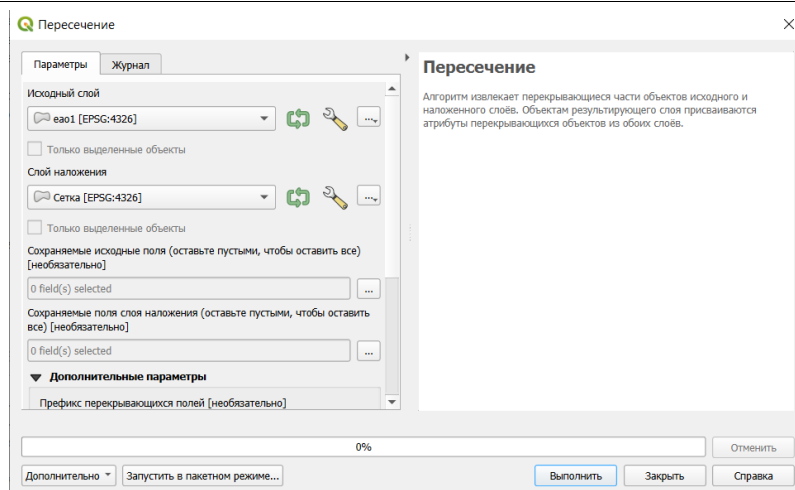 Пересечение
Параметры
Журнал
Исходный слой
еао1 [EPSG:4326]
...
Только выделенные объекты
Слой наложения
Сетка [EPSG:4326]
...
Только выделенные объекты
Сохраняемые исходные поля (оставьте пустыми, чтобы оставить все)
[необязательно]
0 field(s) selected
...
Сохраняемые поля слоя наложения (оставьте пустыми, чтобы оставить
все) [необязательно]
0 field(s) selected
...
Дополнительные параметры
Префикс перекрывающихся полей [необязательно]
Пересечение
Алгоритм извлекает перекрывающиеся части объектов исходного и
наложенного слоёв. Объектам результирующего слоя присваиваются
атрибуты перекрывающихся объектов из обоих слоёв.
0%
Отменить
Дополнительно
Запустить в пакетном режиме...
Выполнить
Закрыть
Справка